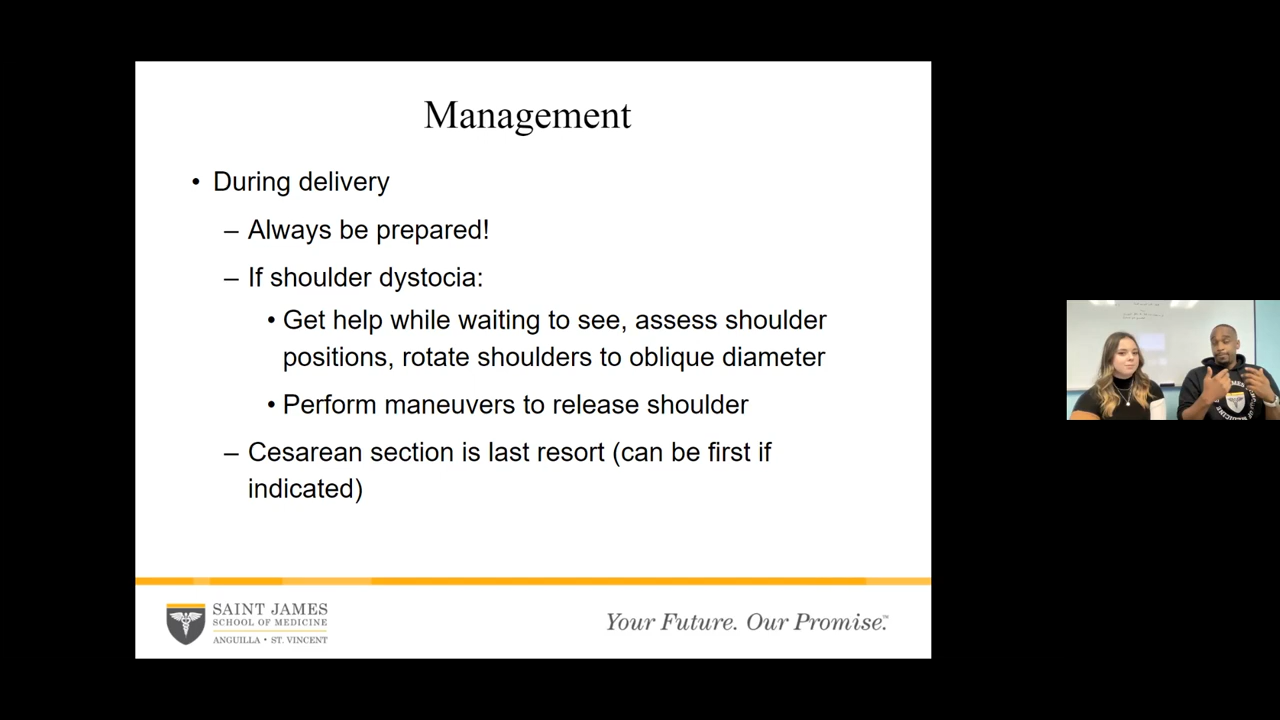 Management
• During delivery
– Always be prepared!
– If shoulder dystocia:
• Get help while waiting to see, assess shoulder
positions, rotate shoulders to oblique diameter
• Perform maneuvers to release shoulder
– Cesarean section is last resort (can be first if
indicated)
SAINT JAMES
SCHOOL OF MEDICINE
ANGUILLA • ST. VINCENT
Your Future. Our Promise.™